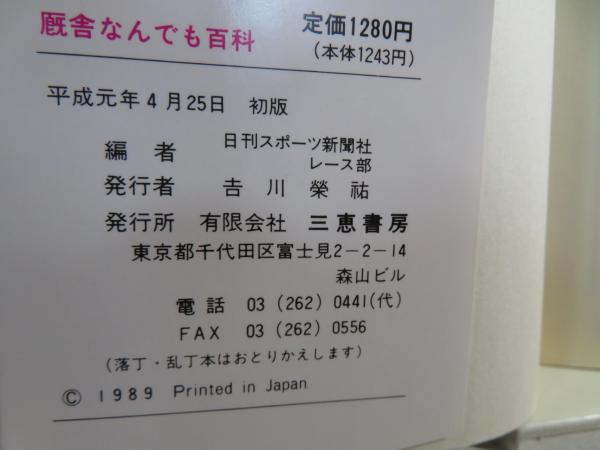 厩舎なんでも百科
定価1280円
(本体1243円)
平成元年4月25日 初版
編者 日刊スポーツ新聞社
レース部
発行者 𠮷川榮祐
発行所 有限会社 三恵書房
東京都千代田区富士見2-2-14
森山ビル
電話 03 (262) 0441(代)
FAX 03 (262) 0556
(落丁・乱丁本はおとりかえします)
© 1989 Printed in Japan